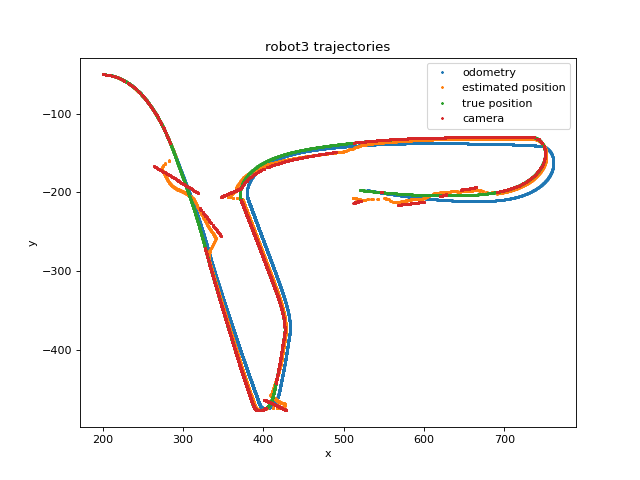 robot3 trajectories
odometry
estimated position
true position
camera
−100
−200
−300
−400
y
200 300 400 500 600 700
x